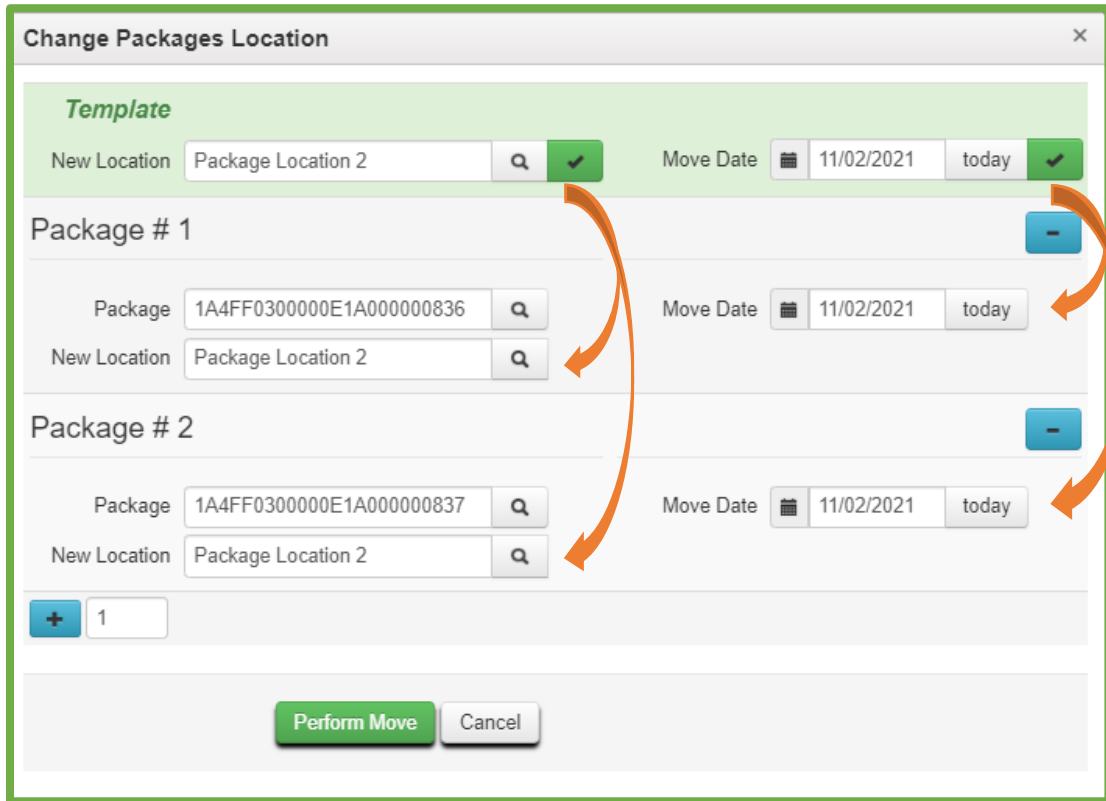 Change Packages Location ×
Template
New Location Package Location 2 Move Date 11/02/2021 today
Package # 1
Package 1A4FF0300000E1A000000836 Move Date 11/02/2021 today
New Location Package Location 2
Package # 2
Package 1A4FF0300000E1A000000837 Move Date 11/02/2021 today
New Location Package Location 2
+ 1
Perform Move Cancel